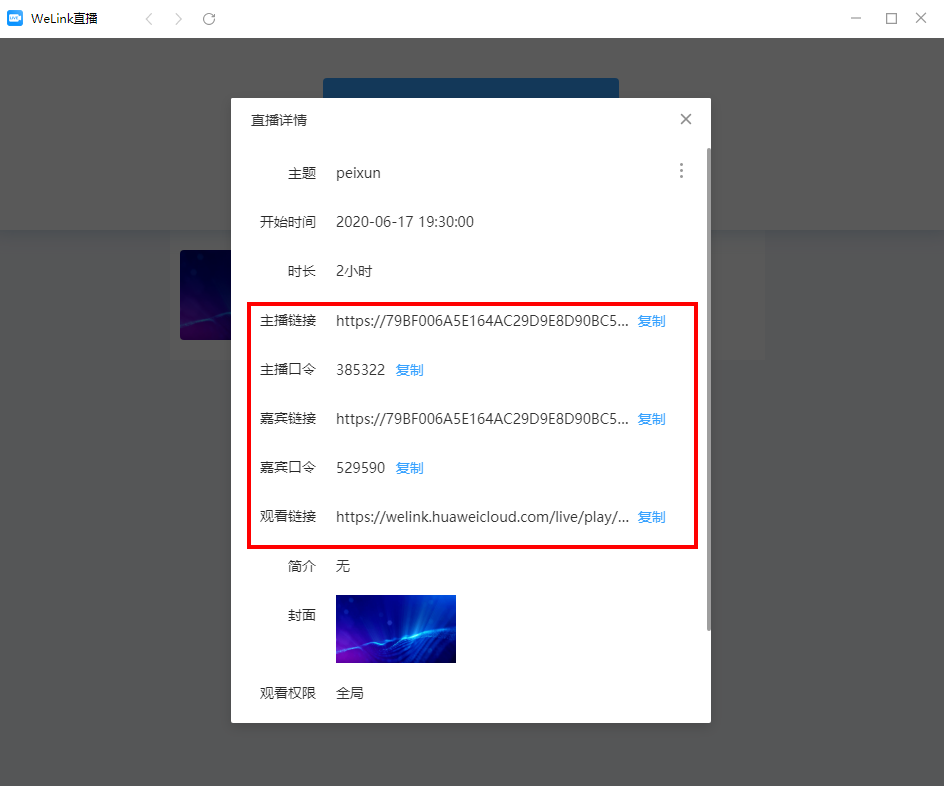 WeLink直播
直播详情
主题 peixun
开始时间 2020-06-17 19:30:00
时长 2小时
主播链接 https://79BF006A5E164AC29D9E8D90BC5... 复制
主播口令 385322 复制
嘉宾链接 https://79BF006A5E164AC29D9E8D90BC5... 复制
嘉宾口令 529590 复制
观看链接 https://welink.huaweicloud.com/live/play/... 复制
简介 无
封面
观看权限 全局